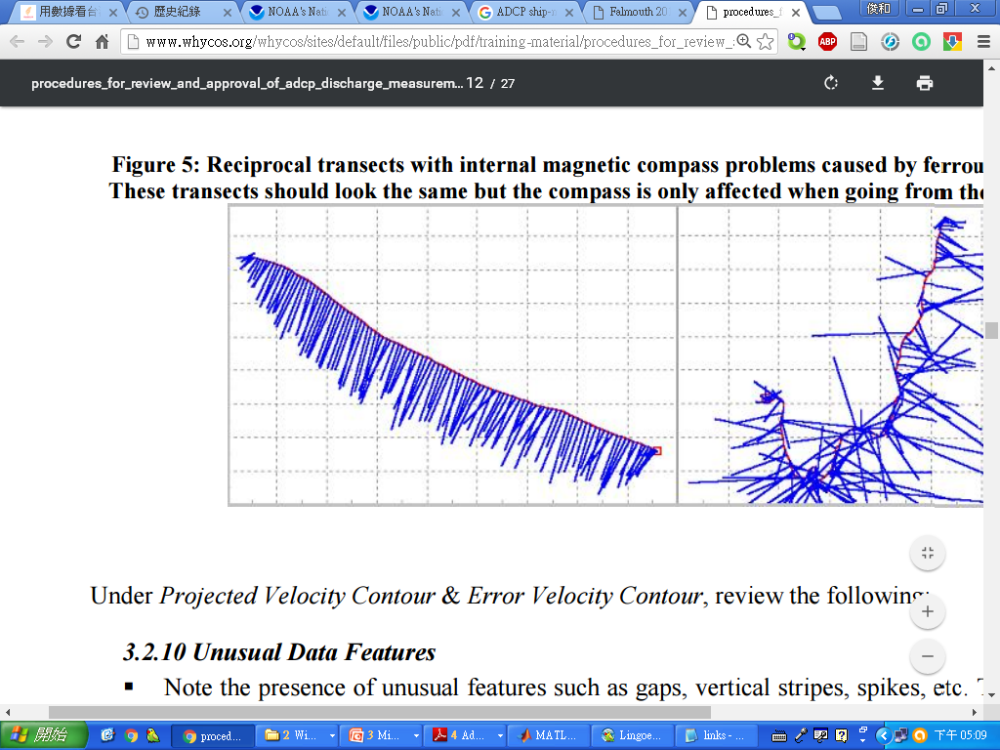 用數據看台
歷史紀錄
NOAA's Nati
NOAA's Nati
ADCP ship-m
Falmouth 20
procedures_f
俊和
www.whycos.org/whycos/sites/default/files/public/pdf/training-material/procedures_for_review_
ABP
procedures_for_review_and_approval_of_adcp_discharge_measurem... 12 / 27
Figure 5: Reciprocal transects with internal magnetic compass problems caused by ferrou
These transects should look the same but the compass is only affected when going from the
Under Projected Velocity Contour & Error Velocity Contour, review the following:
3.2.10 Unusual Data Features
▪ Note the presence of unusual features such as gaps, vertical stripes, spikes, etc. T
開始
proced...
2 Wi...
3 Mi...
4 Ad...
MATL...
Lingoe...
links - ...
下午 05:09